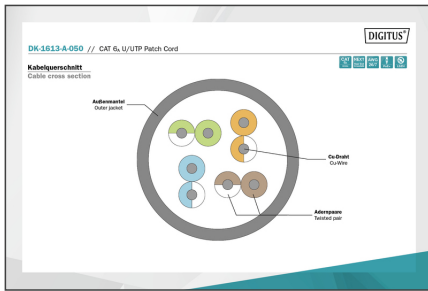 DIGITUS®
DK-1613-A-050 // CAT 6A U/UTP Patch Cord
Kabelquerschnitt
Cable cross section
Außenmantel
Outer jacket
Cu-Draht
Cu-Wire
Adernpaare
Twisted pair